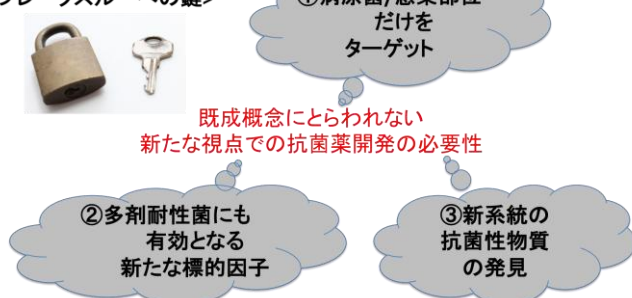 ブレークスルーへの鍵>
①病原菌/感染部位
だけを
ターゲット
既成概念にとらわれない
新たな視点での抗菌薬開発の必要性
②多剤耐性菌にも
有効となる
新たな標的因子
③新系統の
抗菌性物質
の発見